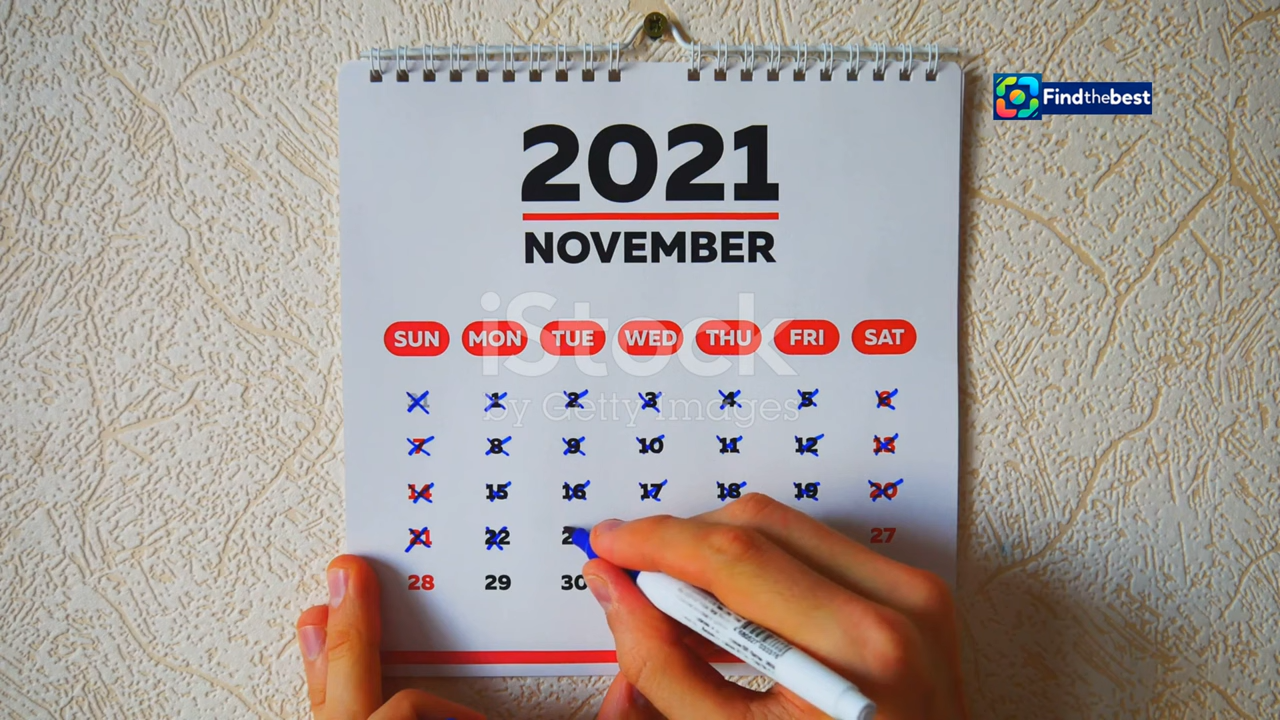 Findthebest
2021
NOVEMBER
SUN MON TUE WED THU FRI SAT
iStock
by Getty Images
1 2 3 4 5 6
7 8 9 10 11 12 13
14 15 16 17 18 19 20
21 22 2 27
28 29 30